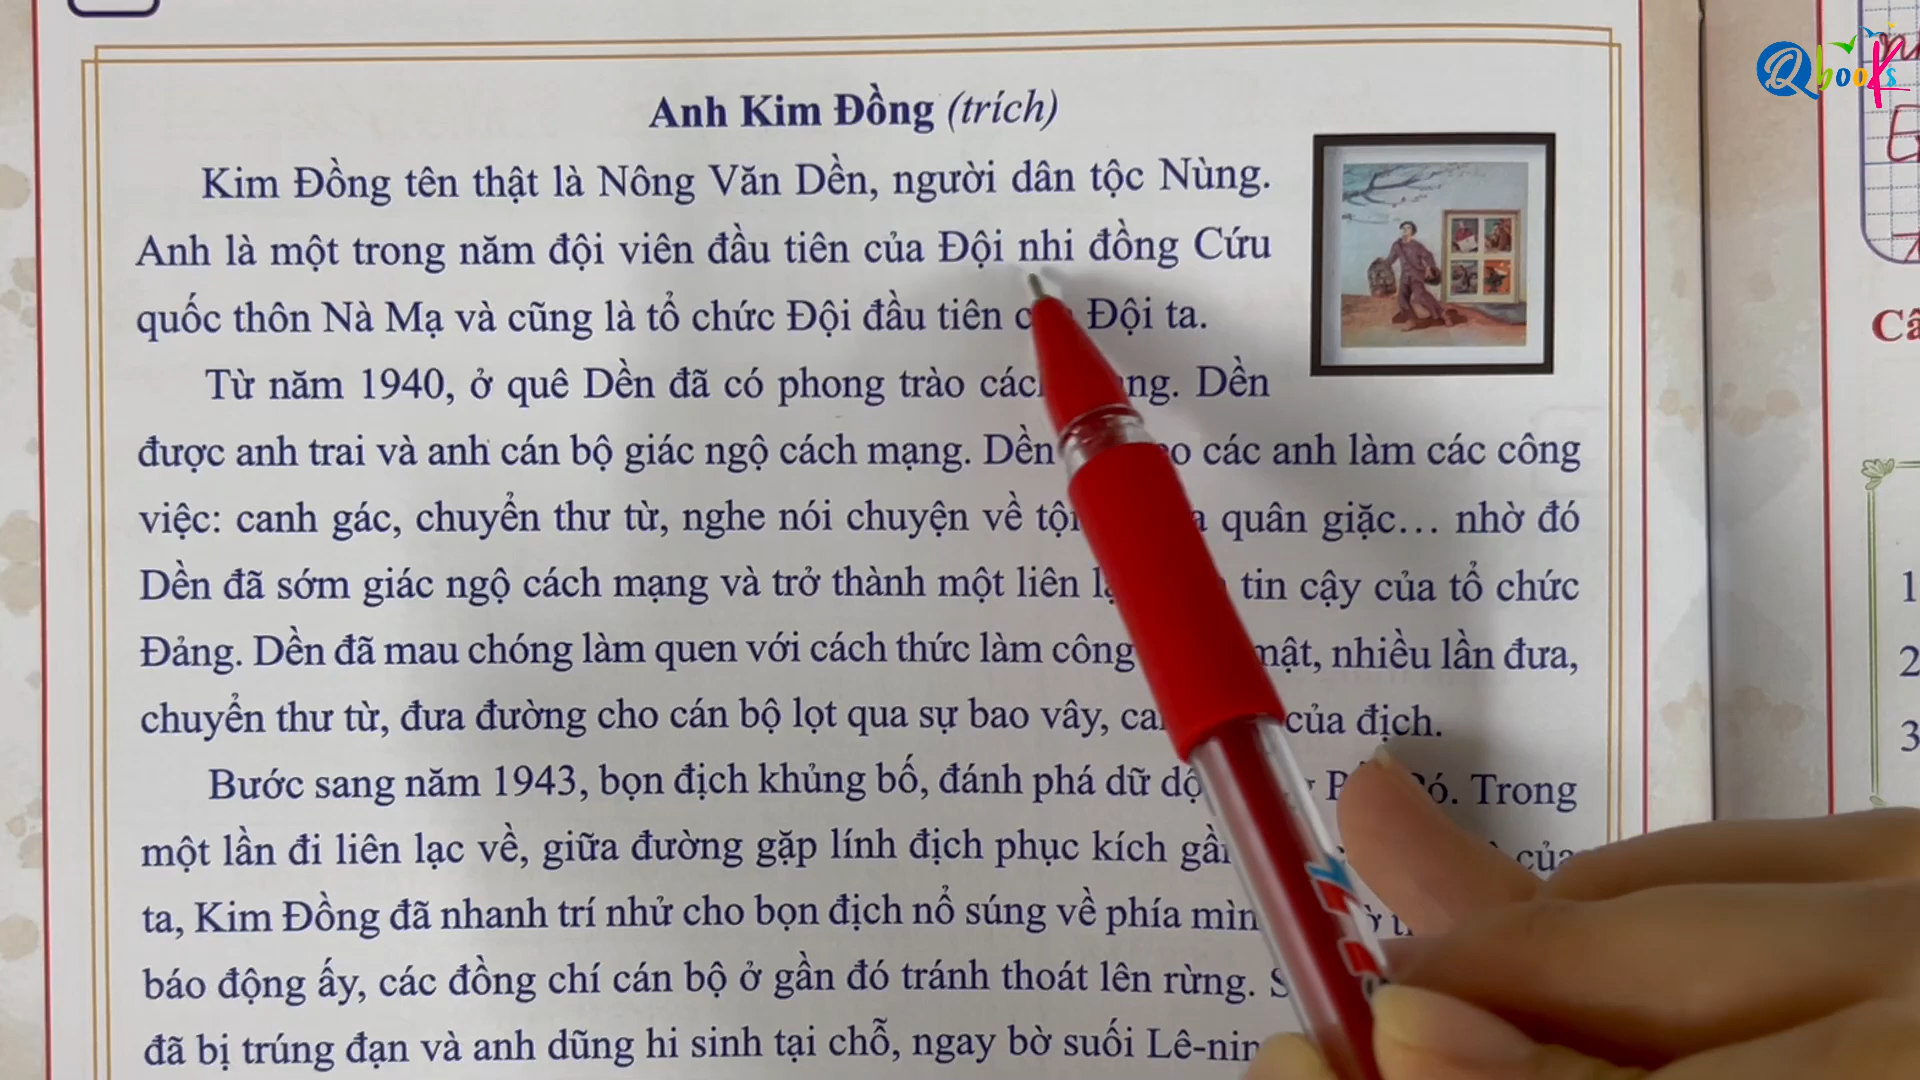 Qbooks
Anh Kim Đồng (trích)
Kim Đồng tên thật là Nông Văn Dền, người dân tộc Nùng.
Anh là một trong năm đội viên đầu tiên của Đội nhi đồng Cứu
quốc thôn Nà Mạ và cũng là tổ chức Đội đầu tiên Đội ta.
Từ năm 1940, ở quê Dền đã có phong trào Dền
được anh trai và anh cán bộ giác ngộ cách mạng. Dền các anh làm các công
việc: canh gác, chuyển thư từ, nghe nói chuyện về quân giặc… nhờ đó
Dền đã sớm giác ngộ cách mạng và trở thành một liên tin cậy của tổ chức
Đảng. Dền đã mau chóng làm quen với cách thức làm công mật, nhiều lần đưa,
chuyển thư từ, đưa đường cho cán bộ lọt qua sự bao vây, của địch.
Bước sang năm 1943, bọn địch khủng bố, đánh phá dữ Trong
một lần đi liên lạc về, giữa đường gặp lính địch phục kích của
ta, Kim Đồng đã nhanh trí nhử cho bọn địch nổ súng về phía
báo động ấy, các đồng chí cán bộ ở gần đó tránh thoát lên rừng.
đã bị trúng đạn và anh dũng hi sinh tại chỗ, ngay bờ suối Lê-nin
1
2
3